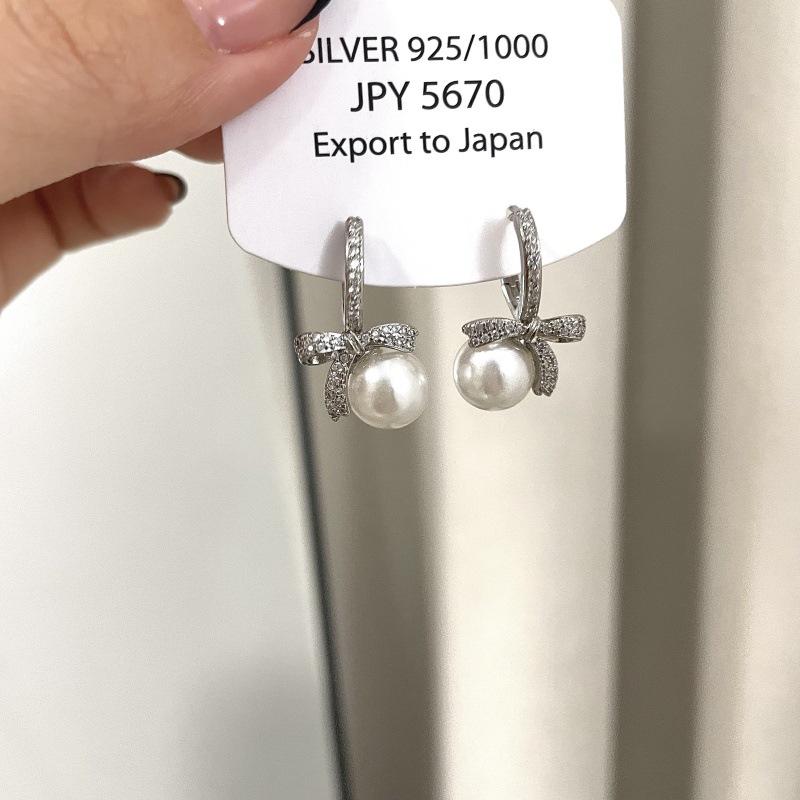 SILVER 925/1000
JPY 5670
Export to Japan